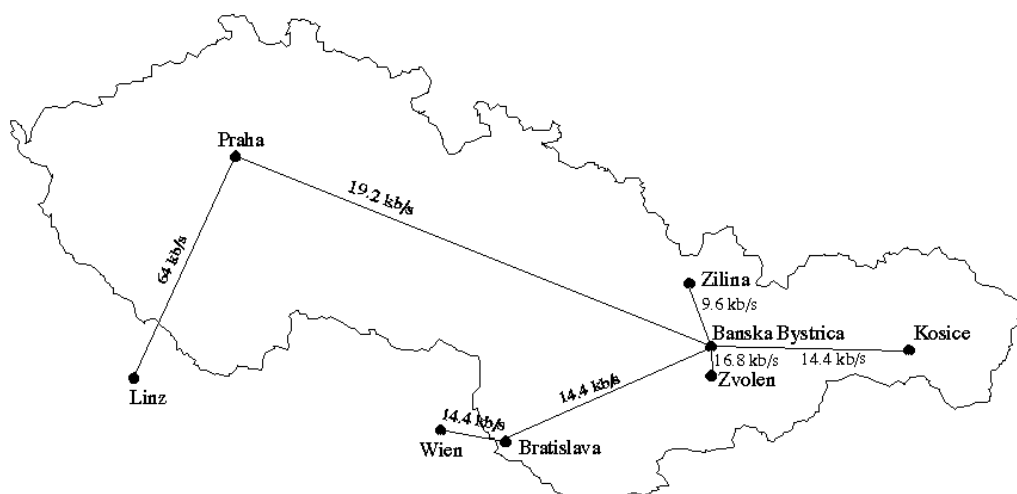 Praha
19.2 kb/s
64 kb/s
Zilina
9.6 kb/s
Banska Bystrica
Kosice
16.8 kb/s
14.4 kb/s
Zvolen
Linz
14.4 kb/s
14.4 kb/s
Wien
Bratislava